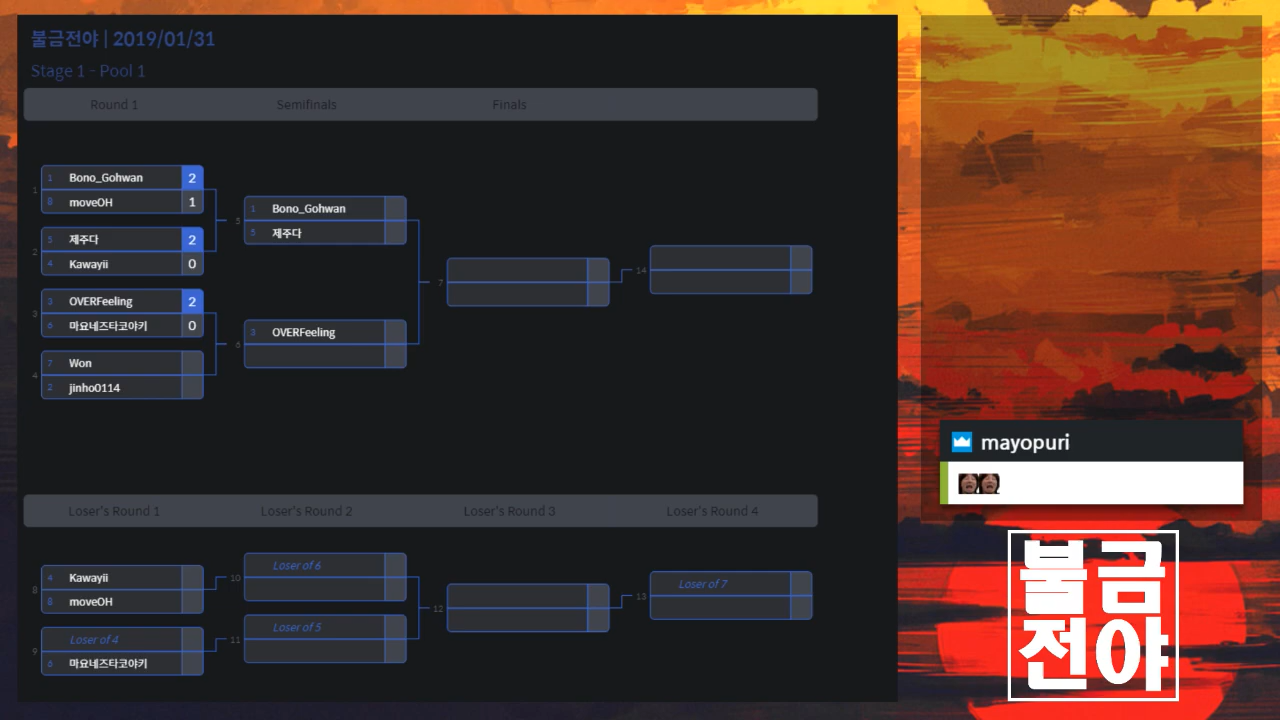 불금전야 | 2019/01/31
Stage 1 - Pool 1
Round 1
Semifinals
Finals
1
1 Bono_Gohwan 2
8 moveOH 1
2
5 제주다 2
4 Kawayii 0
3
3 OVERFeeling 2
6 마요네즈타코야키 0
4
7 Won
2 jinho0114
5
1 Bono_Gohwan
5 제주다
6
3 OVERFeeling
7
14
Loser's Round 1
Loser's Round 2
Loser's Round 3
Loser's Round 4
8
4 Kawayii
8 moveOH
9
Loser of 4
6 마요네즈타코야키
10
Loser of 6
11
Loser of 5
12
13
Loser of 7
mayopuri
불금
전야